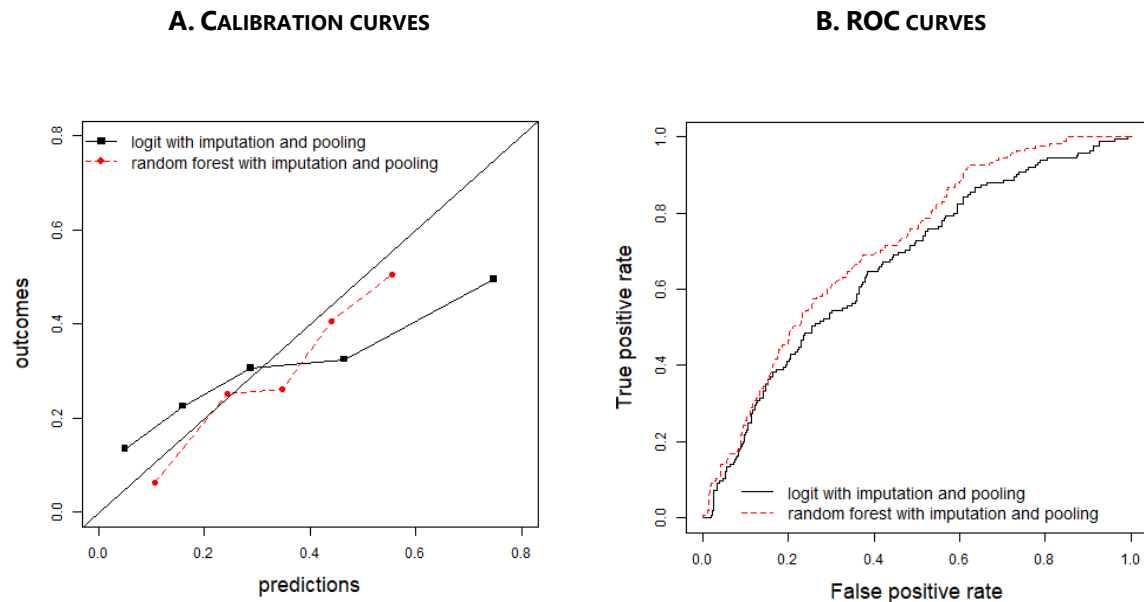 A. CALIBRATION CURVES
B. ROC CURVES
logit with imputation and pooling
random forest with imputation and pooling
0.8
0.6
0.4
0.2
0.0
outcomes
0.0 0.2 0.4 0.6 0.8
predictions
1.0
0.8
0.6
0.4
0.2
0.0
True positive rate
logit with imputation and pooling
random forest with imputation and pooling
0.0 0.2 0.4 0.6 0.8 1.0
False positive rate